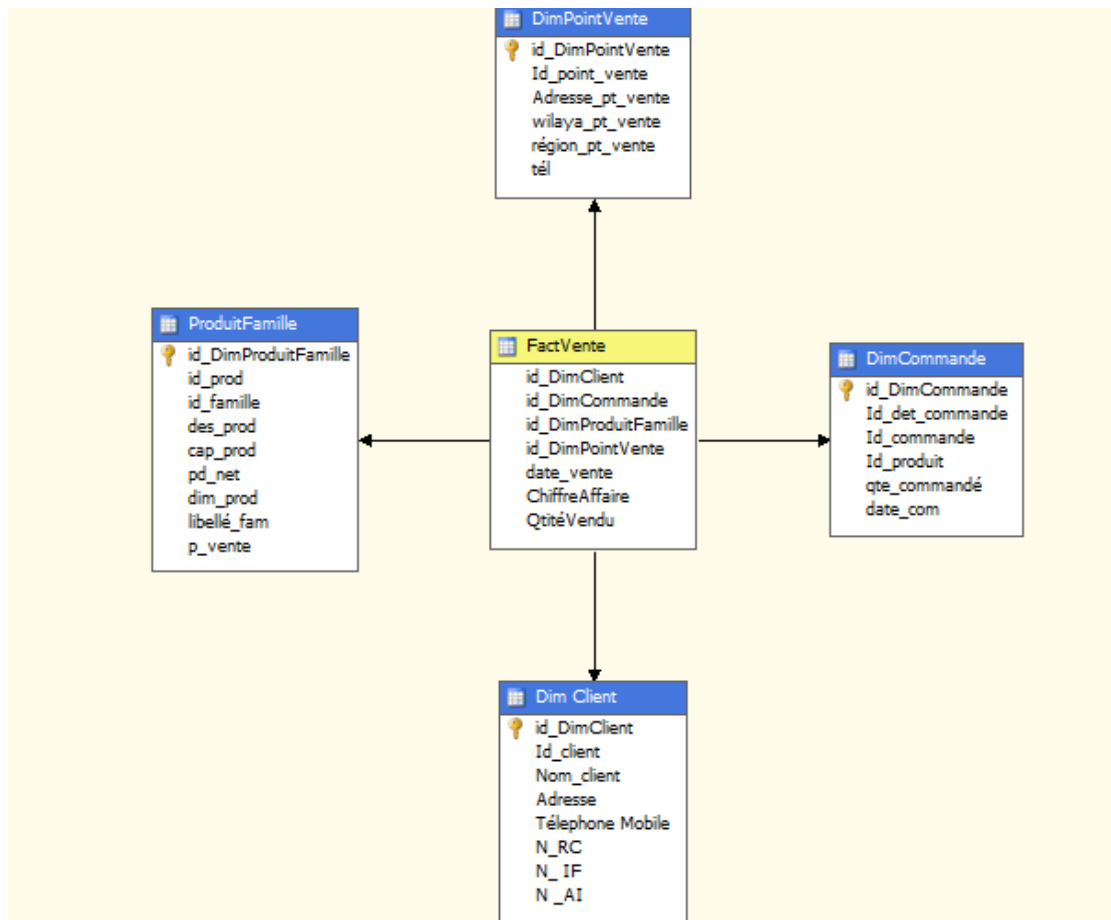 DimPointVente
id_DimPointVente
Id_point_vente
Adresse_pt_vente
wilaya_pt_vente
région_pt_vente
tél
ProduitFamille
id_DimProduitFamille
id_prod
id_famille
des_prod
cap_prod
pd_net
dim_prod
libellé_fam
p_vente
FactVente
id_DimClient
id_DimCommande
id_DimProduitFamille
id_DimPointVente
date_vente
ChiffreAffaire
QtitéVendu
DimCommande
id_DimCommande
Id_det_commande
Id_commande
Id_produit
qte_commandé
date_com
Dim Client
id_DimClient
Id_client
Nom_client
Adresse
Télephone Mobile
N_RC
N_ IF
N _AI